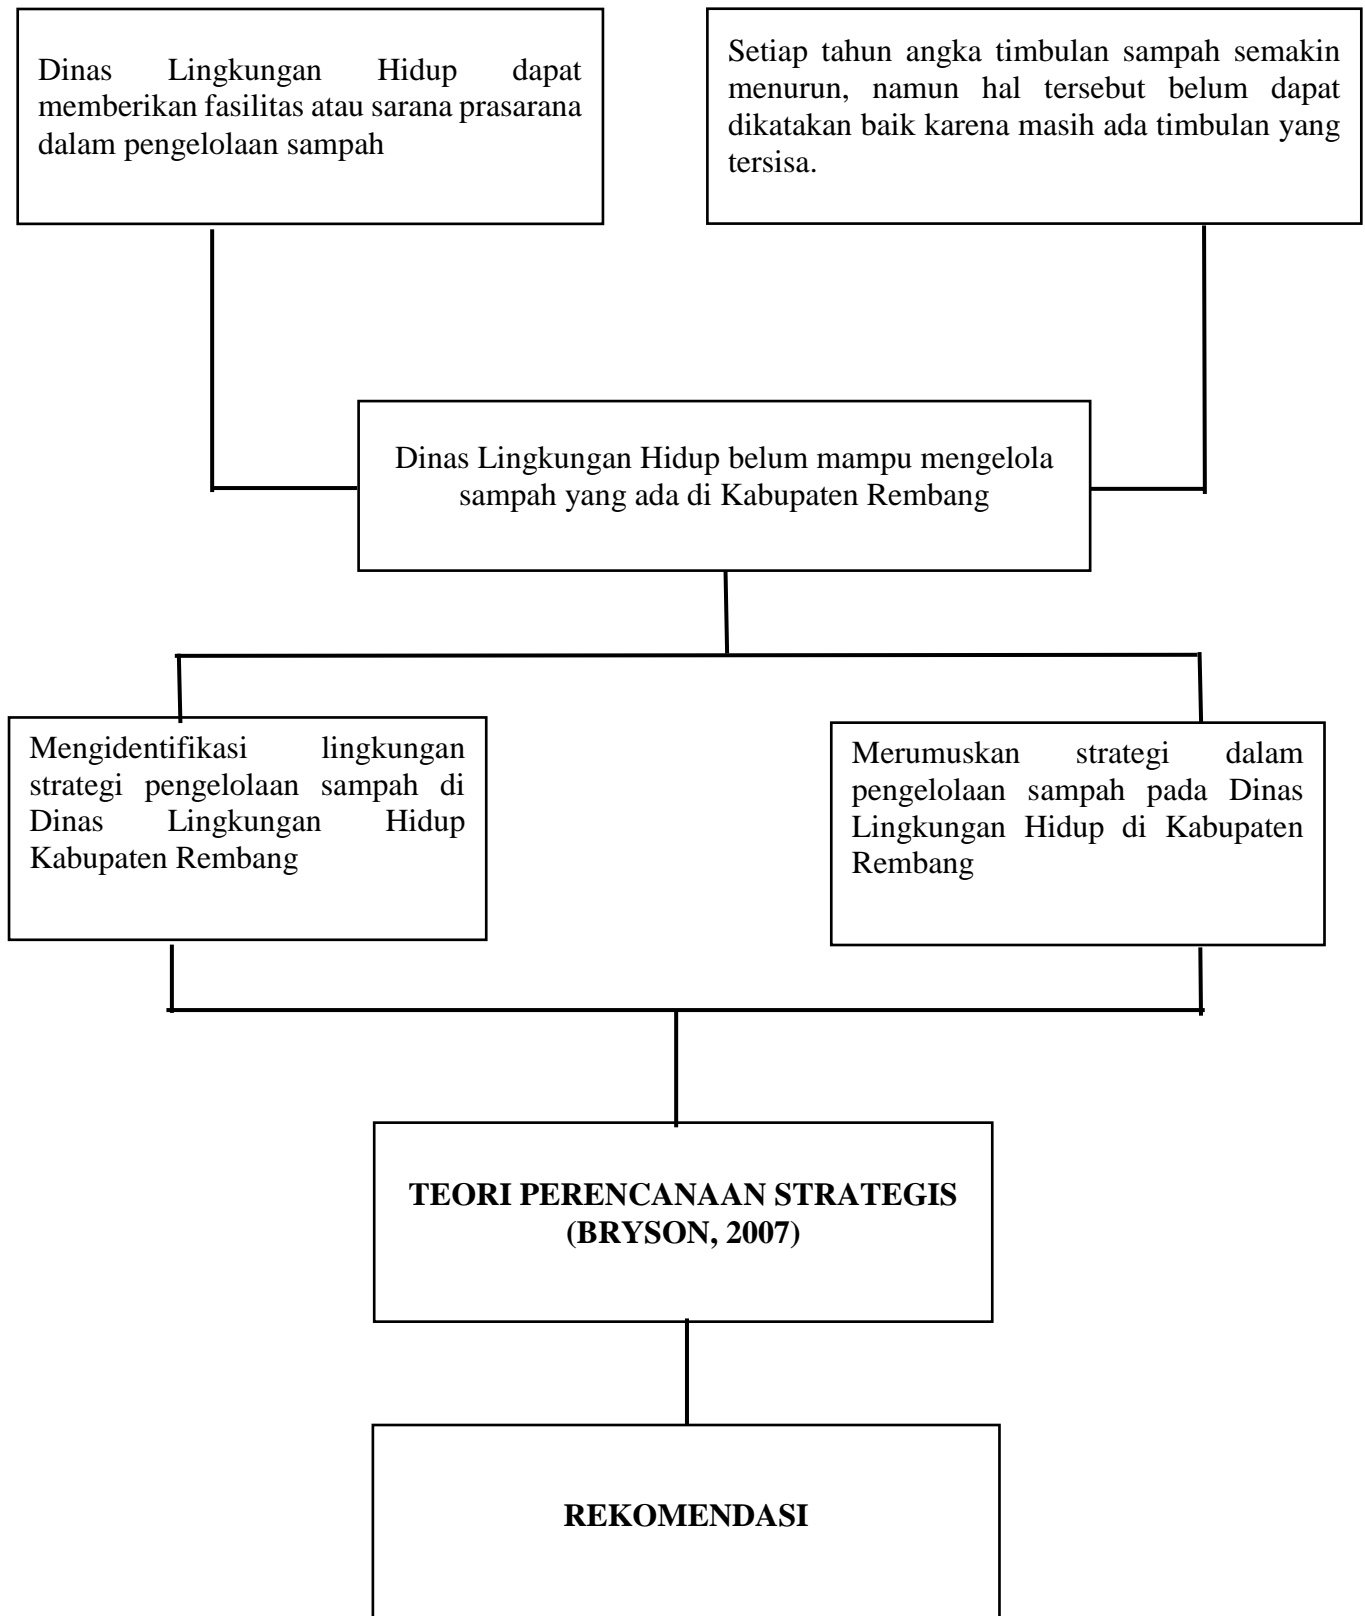 Dinas Lingkungan Hidup dapat
memberikan fasilitas atau sarana prasarana
dalam pengelolaan sampah
Setiap tahun angka timbulan sampah semakin
menurun, namun hal tersebut belum dapat
dikatakan baik karena masih ada timbulan yang
tersisa.
Dinas Lingkungan Hidup belum mampu mengelola
sampah yang ada di Kabupaten Rembang
Mengidentifikasi lingkungan
strategi pengelolaan sampah di
Dinas Lingkungan Hidup
Kabupaten Rembang
Merumuskan strategi dalam
pengelolaan sampah pada Dinas
Lingkungan Hidup di Kabupaten
Rembang
TEORI PERENCANAAN STRATEGIS
(BRYSON, 2007)
REKOMENDASI